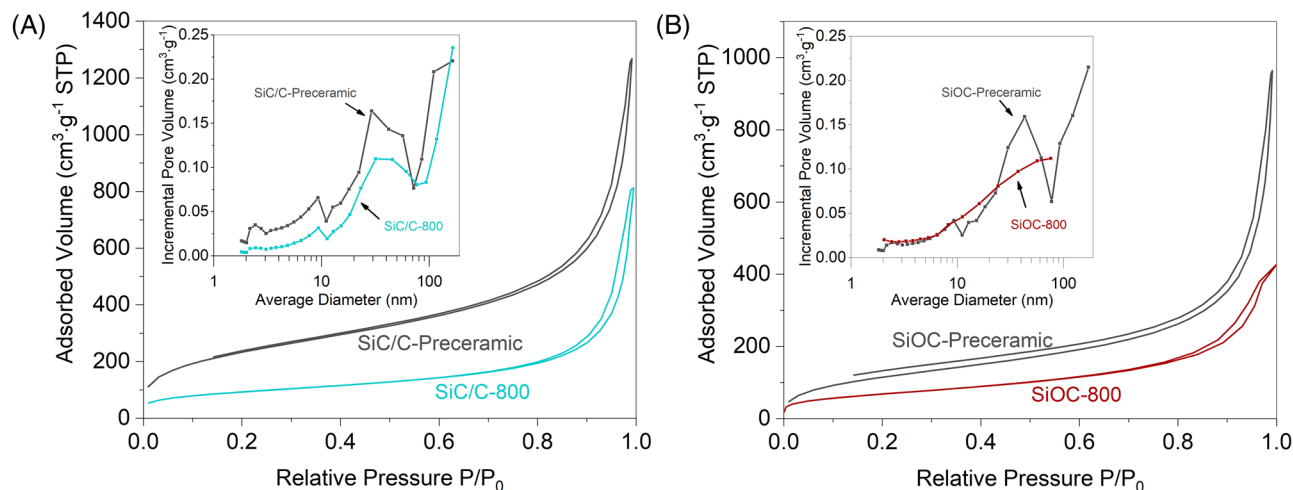 (A)
Adsorbed Volume (cm³·g⁻¹ STP)
1400
1200
1000
800
600
400
200
0
0.0 0.2 0.4 0.6 0.8 1.0
Relative Pressure P/P₀
SiC/C-Preceramic
SiC/C-800
Incremental Pore Volume (cm³·g⁻¹)
0.25
0.20
0.15
0.10
0.05
0.00
1 10 100
Average Diameter (nm)
SiC/C-Preceramic
SiC/C-800
(B)
Adsorbed Volume (cm³·g⁻¹ STP)
1000
800
600
400
200
0
0.0 0.2 0.4 0.6 0.8 1.0
Relative Pressure P/P₀
SiOC-Preceramic
SiOC-800
Incremental Pore Volume (cm³·g⁻¹)
0.25
0.20
0.15
0.10
0.05
0.00
1 10 100
Average Diameter (nm)
SiOC-Preceramic
SiOC-800